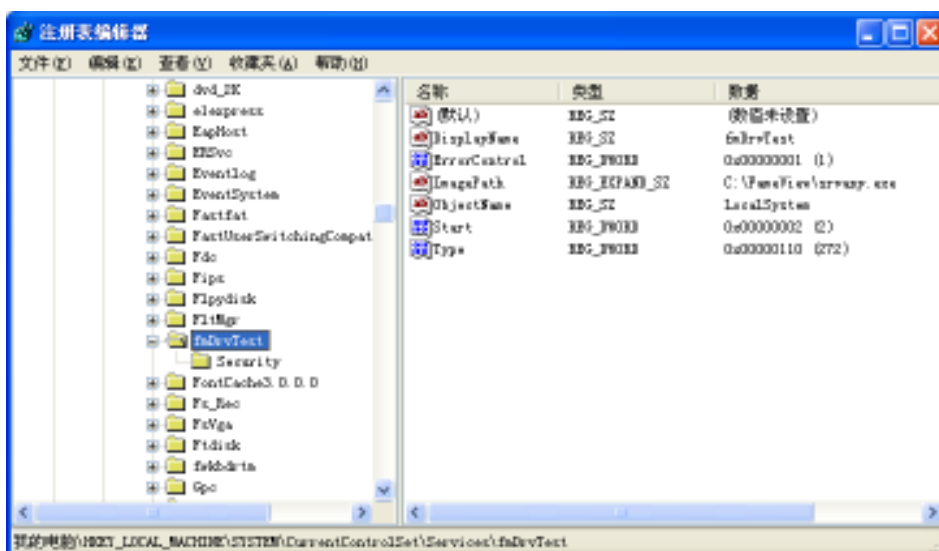 注册表编辑器
文件(F) 编辑(E) 查看(V) 收藏夹(A) 帮助(H)
dvd_2K
elexpress
EapHost
ERSvc
Eventlog
EventSystem
Fastfat
FastUserSwitchingCompat
Fdc
Fips
Flpydisk
FltMgr
fmDrvTest
Security
FontCache3.0.0.0
Fs_Rec
FsVga
Ftdisk
Gpc
名称 类型 数据
(默认) REG_SZ (数值未设置)
DisplayName REG_SZ fmDrvTest
ErrorControl REG_DWORD 0x00000001 (1)
ImagePath REG_EXPAND_SZ C:\FameView\srvany.exe
ObjectName REG_SZ LocalSystem
Start REG_DWORD 0x00000002 (2)
Type REG_DWORD 0x00000110 (272)
我的电脑\HKEY_LOCAL_MACHINE\SYSTEM\CurrentControlSet\Services\fmDrvTest